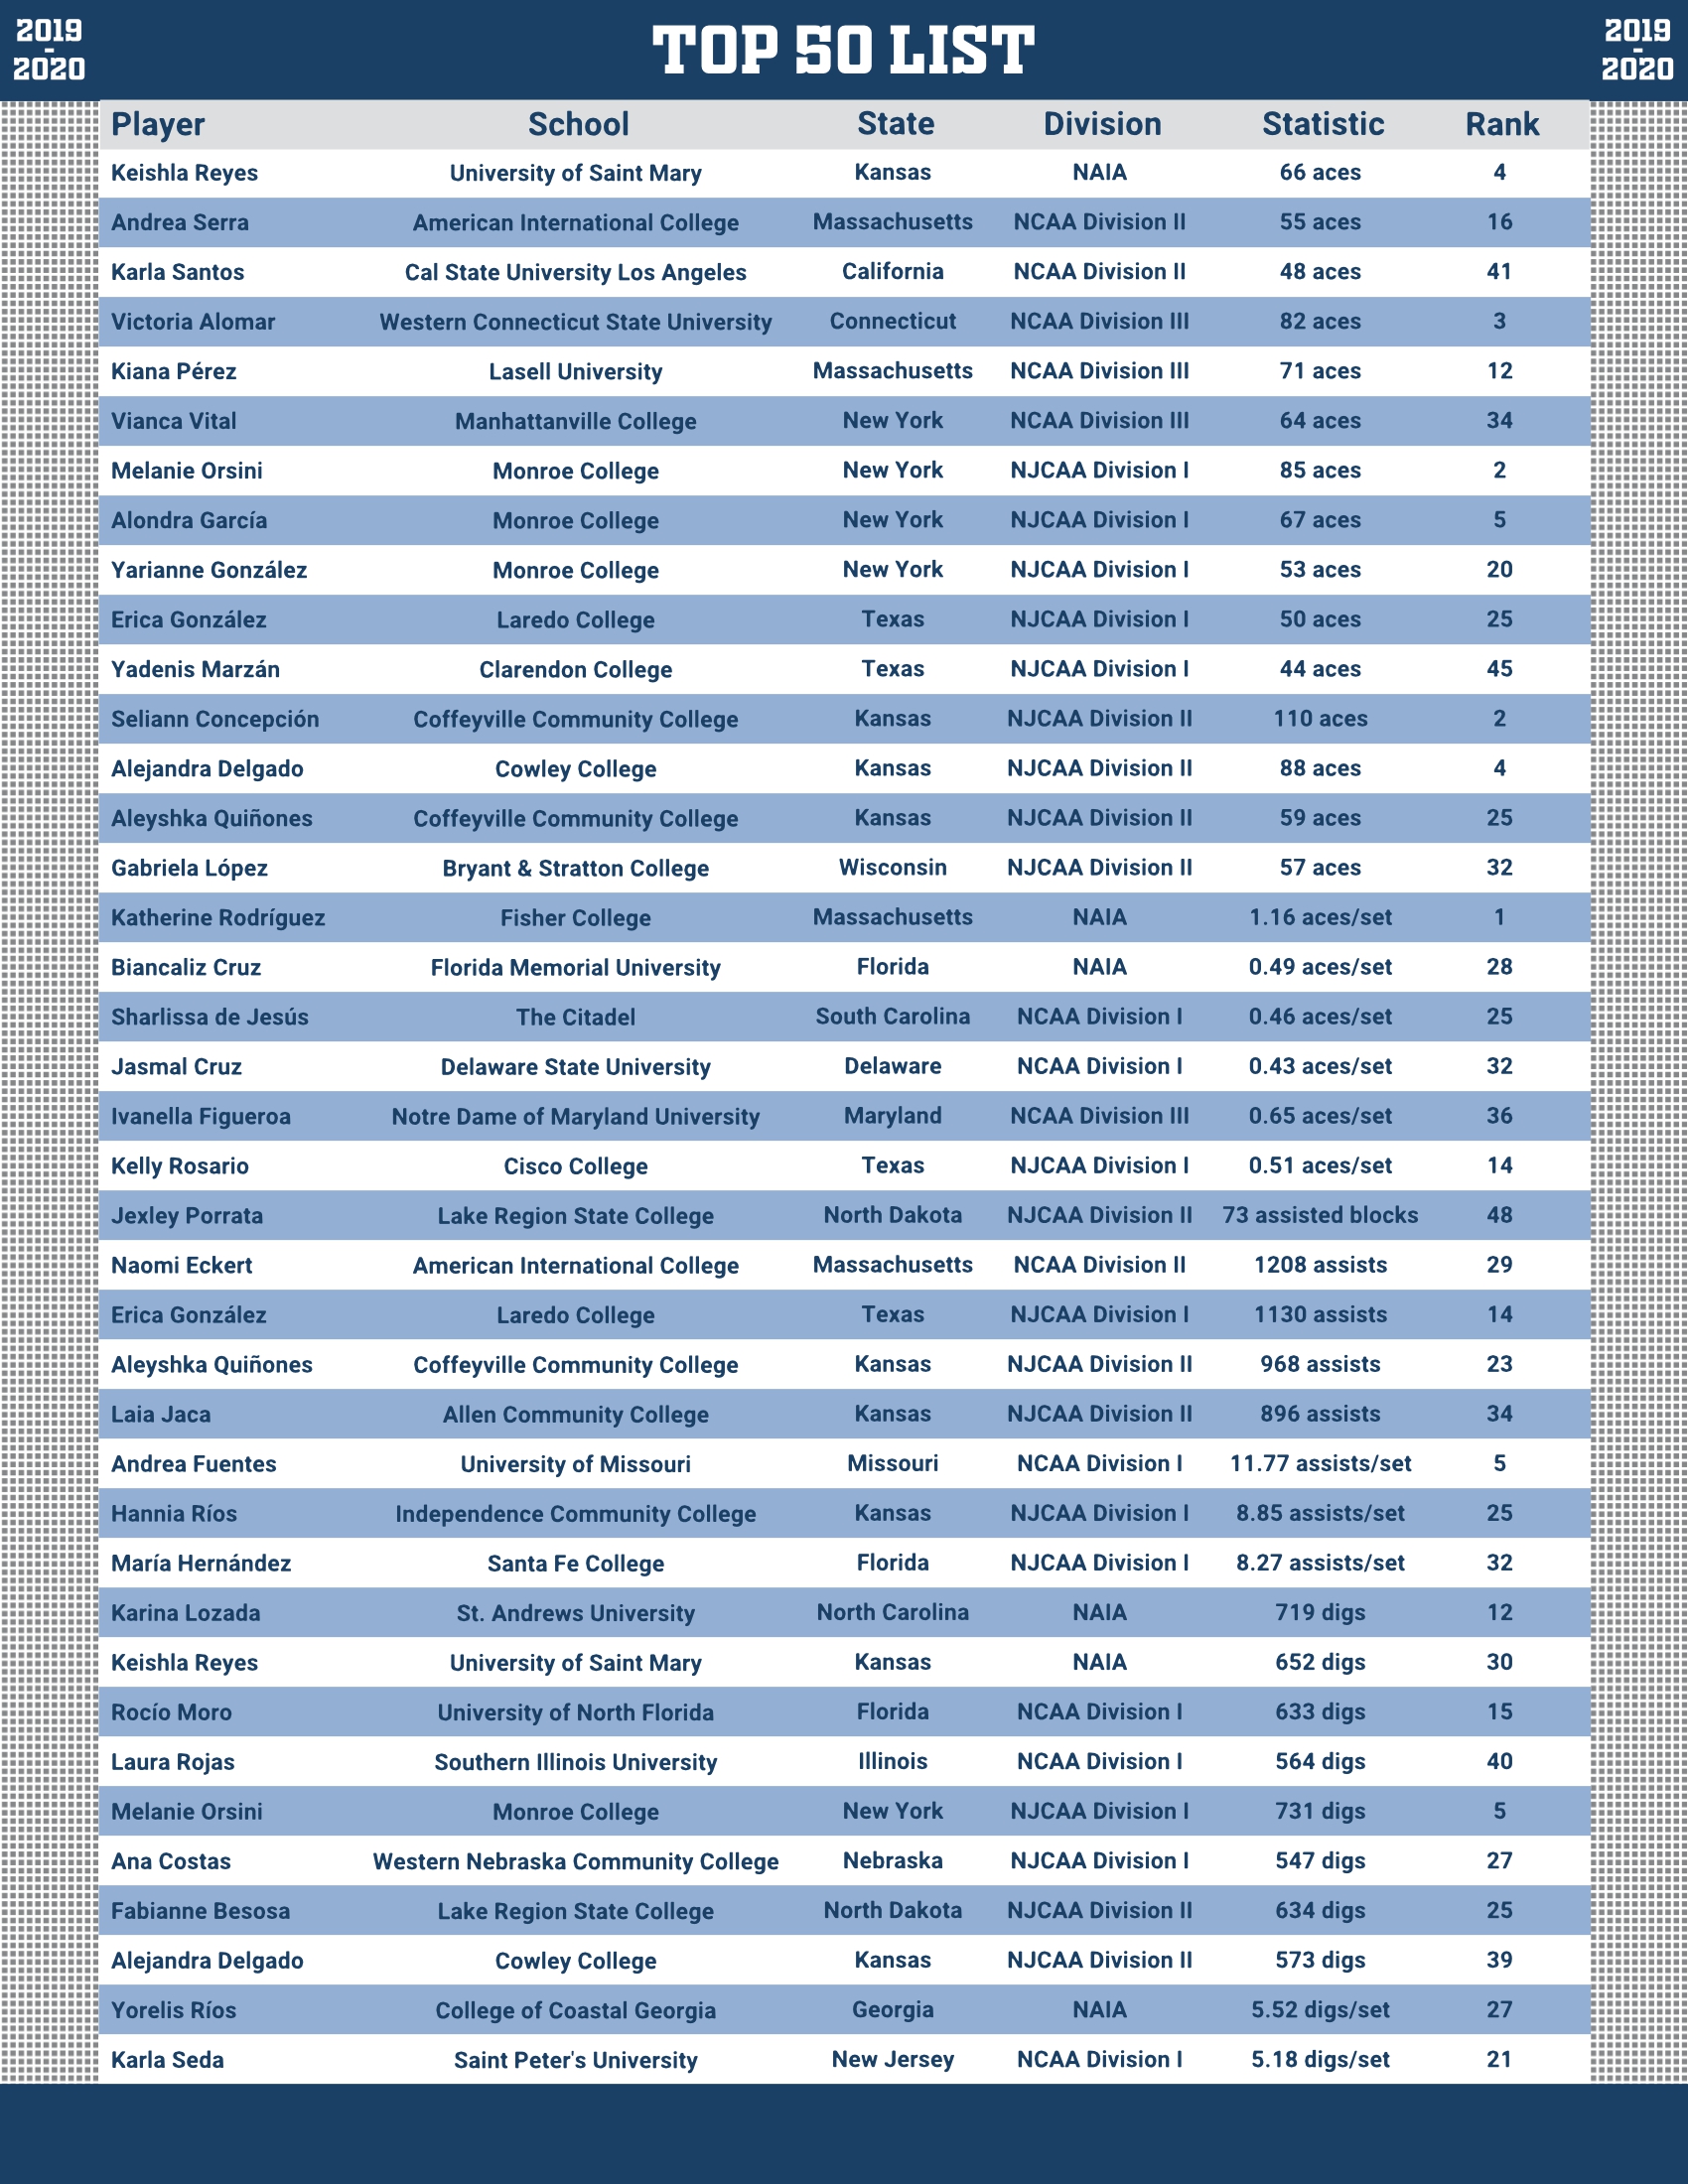 2019
-
2020
TOP 50 LIST
2019
-
2020
Player School State Division Statistic Rank
Keishla Reyes University of Saint Mary Kansas NAIA 66 aces 4
Andrea Serra American International College Massachusetts NCAA Division II 55 aces 16
Karla Santos Cal State University Los Angeles California NCAA Division II 48 aces 41
Victoria Alomar Western Connecticut State University Connecticut NCAA Division III 82 aces 3
Kiana Pérez Lasell University Massachusetts NCAA Division III 71 aces 12
Vianca Vital Manhattanville College New York NCAA Division III 64 aces 34
Melanie Orsini Monroe College New York NJCAA Division I 85 aces 2
Alondra García Monroe College New York NJCAA Division I 67 aces 5
Yarianne González Monroe College New York NJCAA Division I 53 aces 20
Erica González Laredo College Texas NJCAA Division I 50 aces 25
Yadenis Marzán Clarendon College Texas NJCAA Division I 44 aces 45
Seliann Concepción Coffeyville Community College Kansas NJCAA Division II 110 aces 2
Alejandra Delgado Cowley College Kansas NJCAA Division II 88 aces 4
Aleyshka Quiñones Coffeyville Community College Kansas NJCAA Division II 59 aces 25
Gabriela López Bryant & Stratton College Wisconsin NJCAA Division II 57 aces 32
Katherine Rodríguez Fisher College Massachusetts NAIA 1.16 aces/set 1
Biancaliz Cruz Florida Memorial University Florida NAIA 0.49 aces/set 28
Sharlissa de Jesús The Citadel South Carolina NCAA Division I 0.46 aces/set 25
Jasmal Cruz Delaware State University Delaware NCAA Division I 0.43 aces/set 32
Ivanella Figueroa Notre Dame of Maryland University Maryland NCAA Division III 0.65 aces/set 36
Kelly Rosario Cisco College Texas NJCAA Division I 0.51 aces/set 14
Jexley Porrata Lake Region State College North Dakota NJCAA Division II 73 assisted blocks 48
Naomi Eckert American International College Massachusetts NCAA Division II 1208 assists 29
Erica González Laredo College Texas NJCAA Division I 1130 assists 14
Aleyshka Quiñones Coffeyville Community College Kansas NJCAA Division II 968 assists 23
Laia Jaca Allen Community College Kansas NJCAA Division II 896 assists 34
Andrea Fuentes University of Missouri Missouri NCAA Division I 11.77 assists/set 5
Hannia Ríos Independence Community College Kansas NJCAA Division I 8.85 assists/set 25
María Hernández Santa Fe College Florida NJCAA Division I 8.27 assists/set 32
Karina Lozada St. Andrews University North Carolina NAIA 719 digs 12
Keishla Reyes University of Saint Mary Kansas NAIA 652 digs 30
Rocío Moro University of North Florida Florida NCAA Division I 633 digs 15
Laura Rojas Southern Illinois University Illinois NCAA Division I 564 digs 40
Melanie Orsini Monroe College New York NJCAA Division I 731 digs 5
Ana Costas Western Nebraska Community College Nebraska NJCAA Division I 547 digs 27
Fabianne Besosa Lake Region State College North Dakota NJCAA Division II 634 digs 25
Alejandra Delgado Cowley College Kansas NJCAA Division II 573 digs 39
Yorelis Ríos College of Coastal Georgia Georgia NAIA 5.52 digs/set 27
Karla Seda Saint Peter's University New Jersey NCAA Division I 5.18 digs/set 21